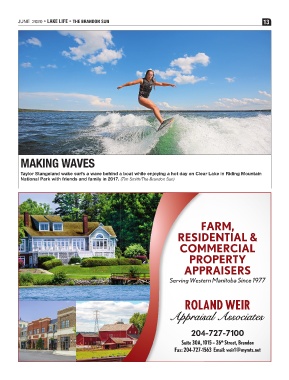 JUNE 2020 • LAKE LIFE • THE BRANDON SUN 13
MAKING WAVES
Taylor Stangeland wake surfs a wave behind a boat while enjoying a hot day on Clear Lake in Riding Mountain
National Park with friends and family in 2017. (Tim Smith/The Brandon Sun)
FARM,
RESIDENTIAL &
COMMERCIAL
PROPERTY
APPRAISERS
Serving Western Manitoba Since 1977
ROLAND WEIR
Appraisal Associates
204-727-7100
Suite 30A, 1015 – 26th Street, Brandon
Fax: 204-727-1563 Email: weir1@mymts.net